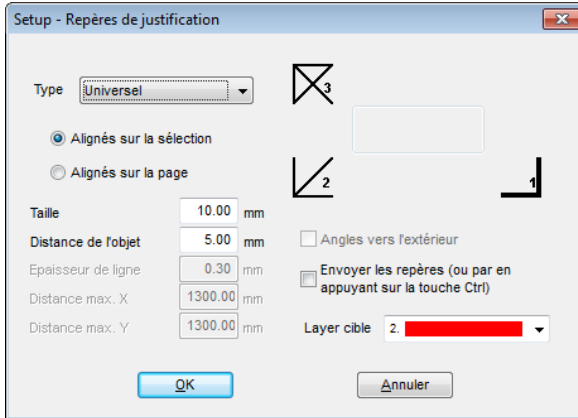 Setup - Repères de justification
Type
Universel
3
Alignés sur la sélection
Alignés sur la page
2
1
Taille
10.00 mm
Distance de l'objet
5.00 mm
Angles vers l'extérieur
Epaisseur de ligne
0.30 mm
Envoyer les repères (ou par en
appuyant sur la touche Ctrl)
Distance max. X
1300.00 mm
Distance max. Y
1300.00 mm
Layer cible
2.
OK
Annuler